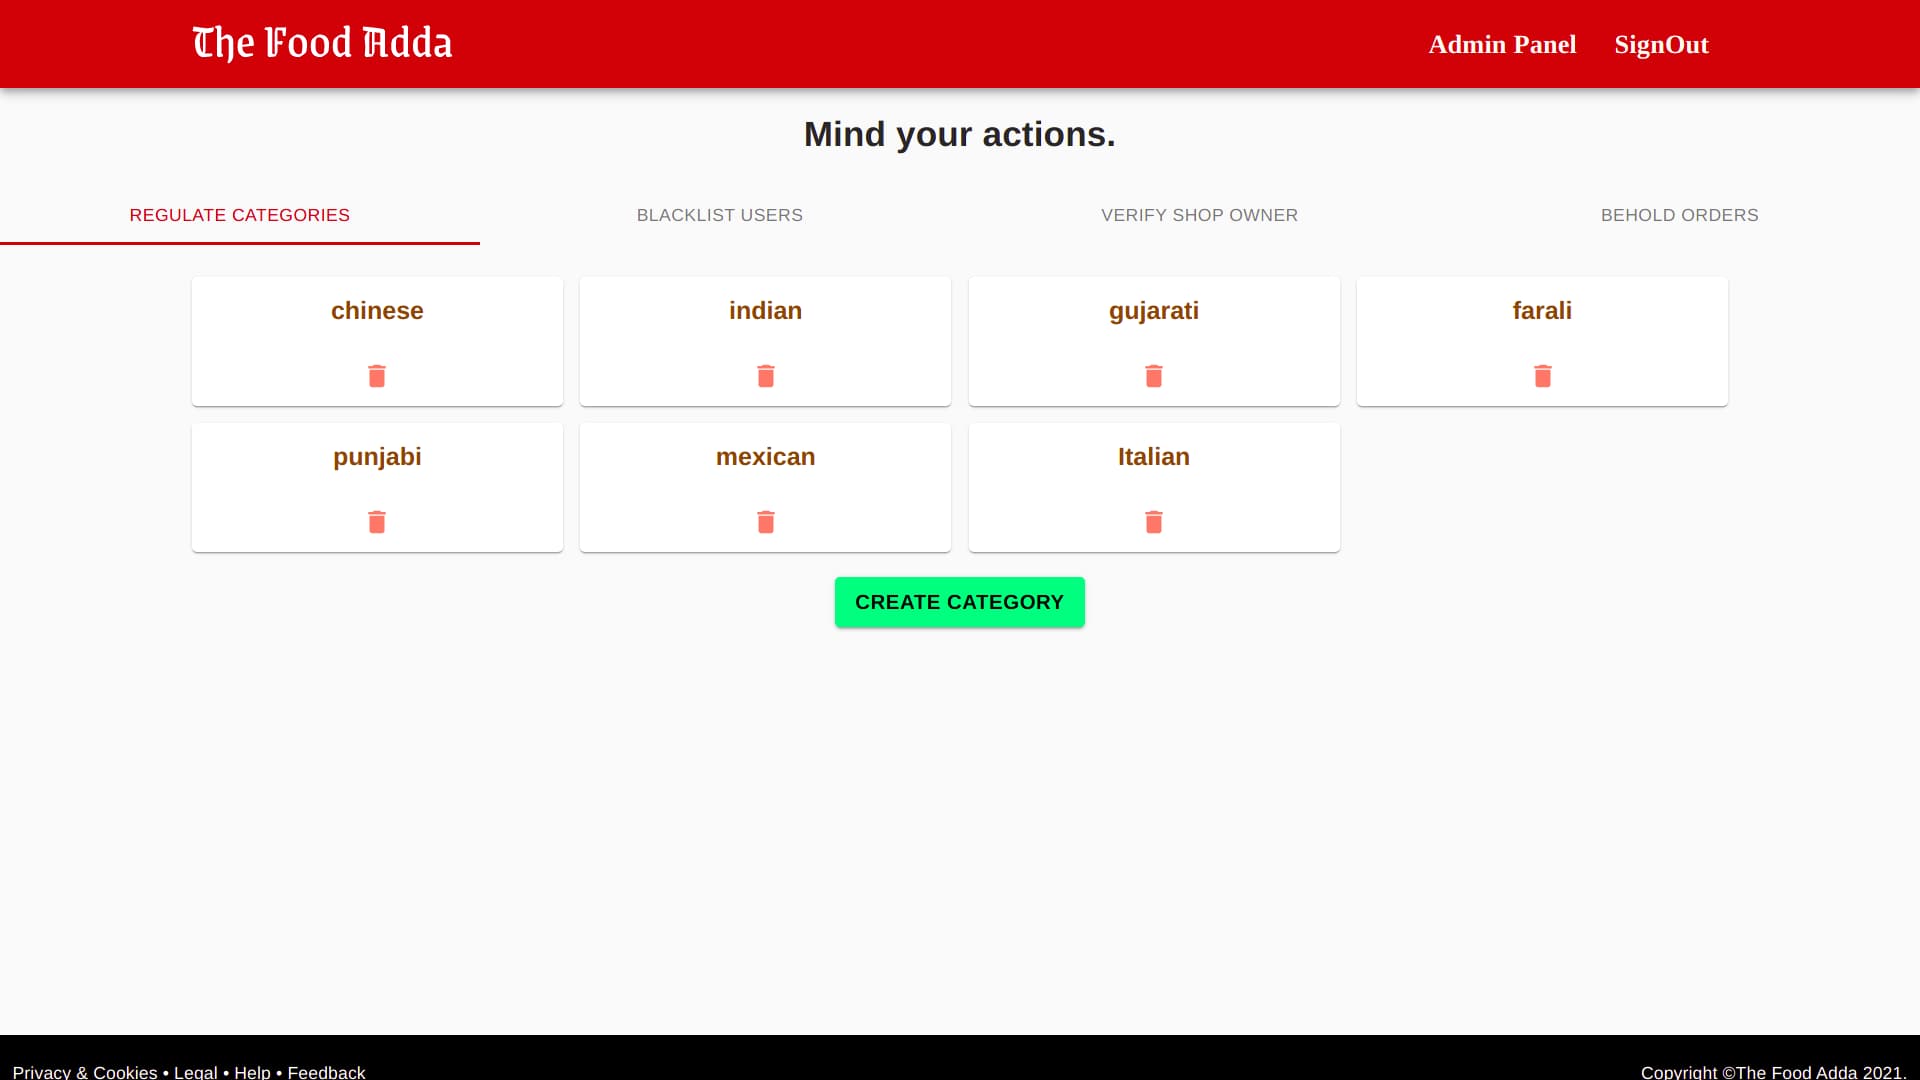 The Food Adda
Admin Panel SignOut
Mind your actions.
REGULATE CATEGORIES BLACKLIST USERS VERIFY SHOP OWNER BEHOLD ORDERS
chinese indian gujarati farali
punjabi mexican Italian
CREATE CATEGORY
Privacy & Cookies • Legal • Help • Feedback
Copyright ©The Food Adda 2021.